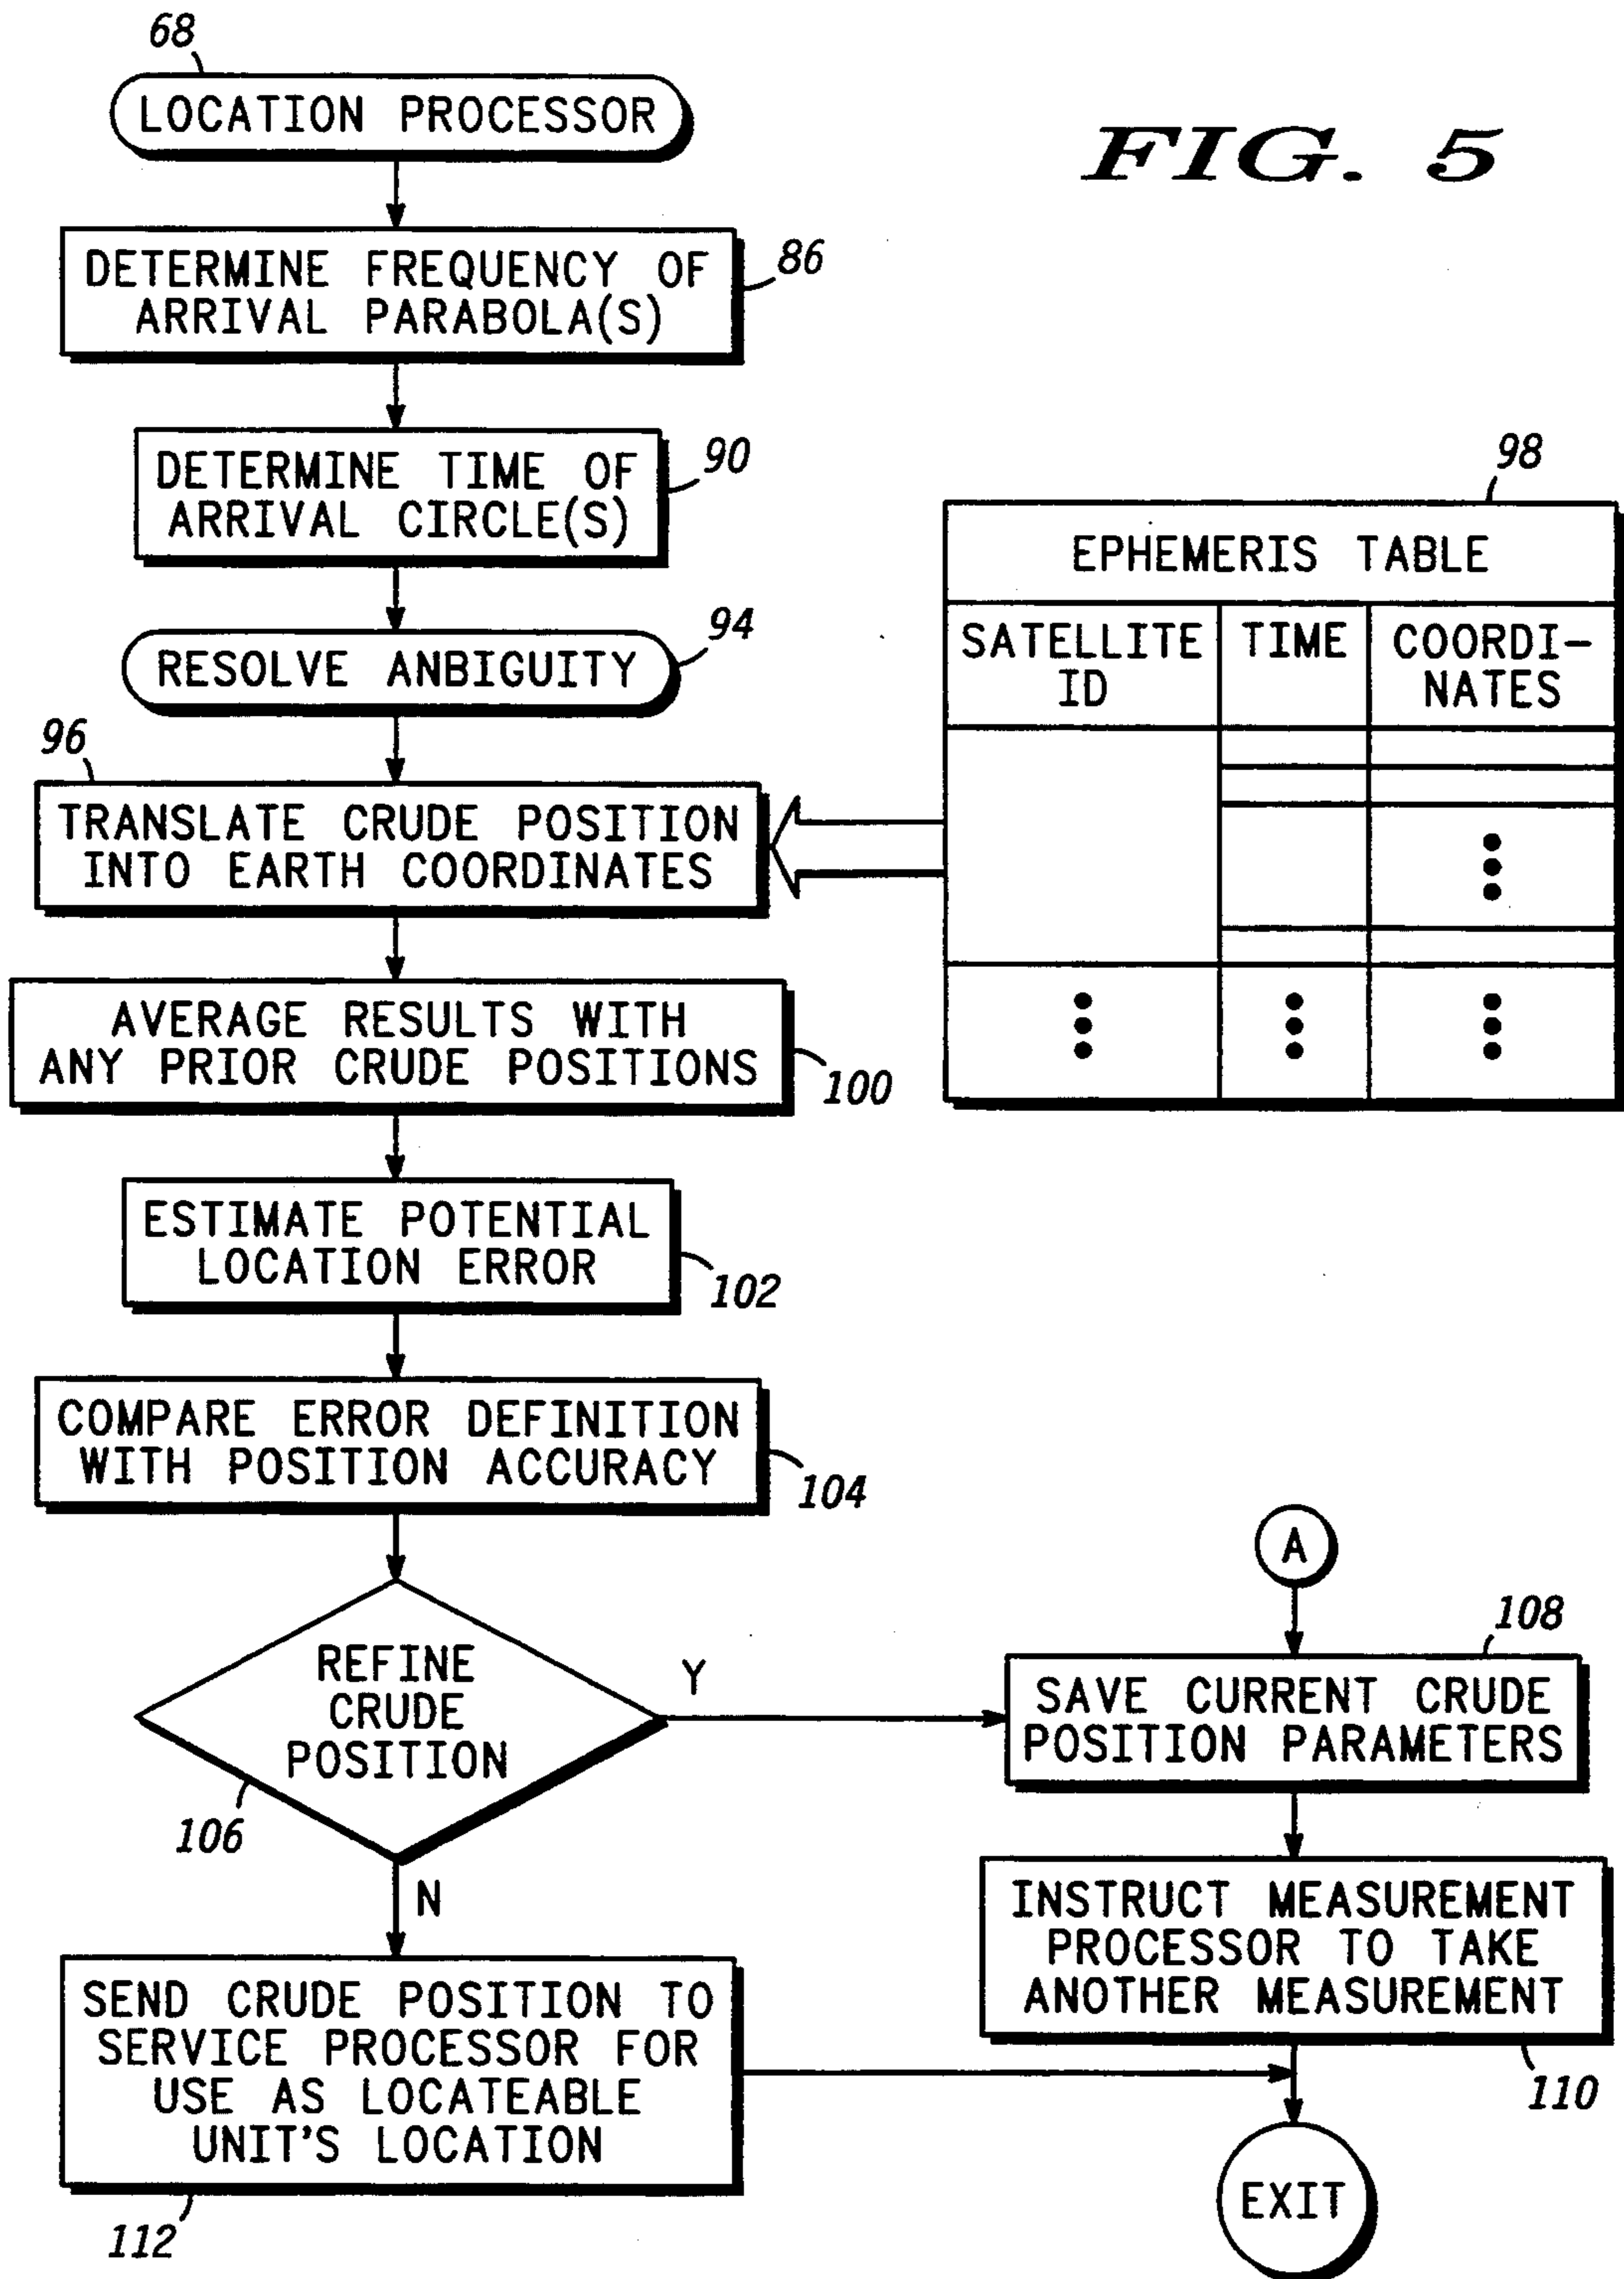 68
LOCATION PROCESSOR
FIG. 5
DETERMINE FREQUENCY OF
ARRIVAL PARABOLA(S)
86
DETERMINE TIME OF
ARRIVAL CIRCLE(S)
90
RESOLVE ANBIGUITY
94
96
TRANSLATE CRUDE POSITION
INTO EARTH COORDINATES
98
EPHEMERIS TABLE
SATELLITE
ID
TIME
COORDI-
NATES
AVERAGE RESULTS WITH
ANY PRIOR CRUDE POSITIONS
100
ESTIMATE POTENTIAL
LOCATION ERROR
102
COMPARE ERROR DEFINITION
WITH POSITION ACCURACY
104
REFINE
CRUDE
POSITION
106
Y
N
A
108
SAVE CURRENT CRUDE
POSITION PARAMETERS
INSTRUCT MEASUREMENT
PROCESSOR TO TAKE
ANOTHER MEASUREMENT
110
SEND CRUDE POSITION TO
SERVICE PROCESSOR FOR
USE AS LOCATEABLE
UNIT'S LOCATION
112
EXIT